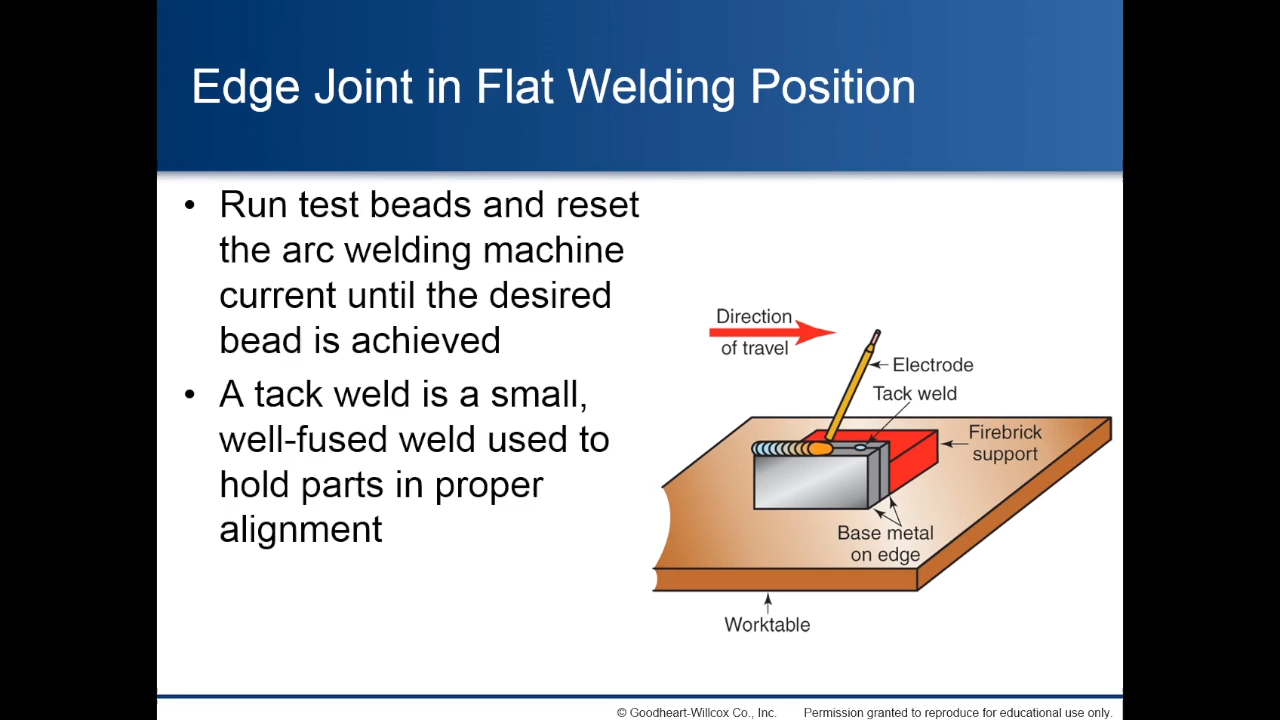 Edge Joint in Flat Welding Position
• Run test beads and reset
the arc welding machine
current until the desired
bead is achieved
• A tack weld is a small,
well-fused weld used to
hold parts in proper
alignment
Direction
of travel
Electrode
Tack weld
Firebrick
support
Base metal
on edge
Worktable
© Goodheart-Willcox Co., Inc. Permission granted to reproduce for educational use only.